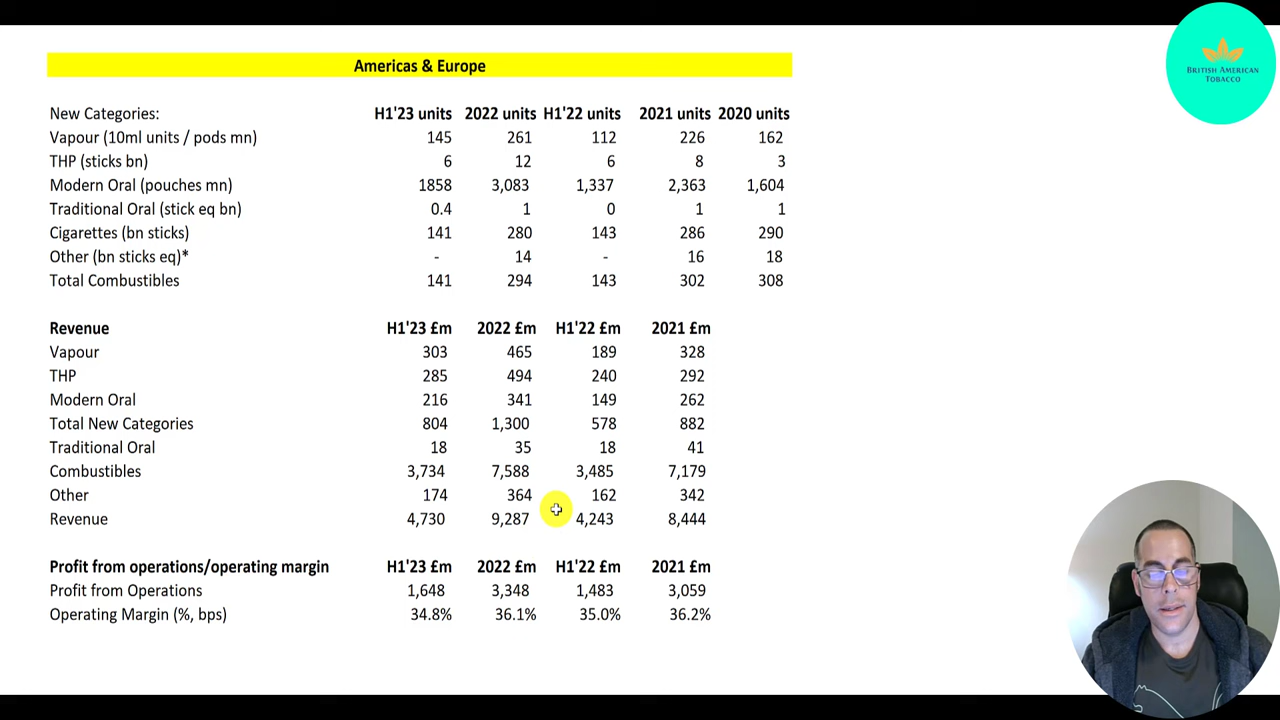 Americas & Europe
BRITISH AMERICAN
TOBACCO
New Categories: H1'23 units 2022 units H1'22 units 2021 units 2020 units
Vapour (10ml units / pods mn) 145 261 112 226 162
THP (sticks bn) 6 12 6 8 3
Modern Oral (pouches mn) 1858 3,083 1,337 2,363 1,604
Traditional Oral (stick eq bn) 0.4 1 0 1 1
Cigarettes (bn sticks) 141 280 143 286 290
Other (bn sticks eq)* - 14 - 16 18
Total Combustibles 141 294 143 302 308
Revenue H1'23 £m 2022 £m H1'22 £m 2021 £m
Vapour 303 465 189 328
THP 285 494 240 292
Modern Oral 216 341 149 262
Total New Categories 804 1,300 578 882
Traditional Oral 18 35 18 41
Combustibles 3,734 7,588 3,485 7,179
Other 174 364 162 342
Revenue 4,730 9,287 4,243 8,444
Profit from operations/operating margin H1'23 £m 2022 £m H1'22 £m 2021 £m
Profit from Operations 1,648 3,348 1,483 3,059
Operating Margin (%, bps) 34.8% 36.1% 35.0% 36.2%